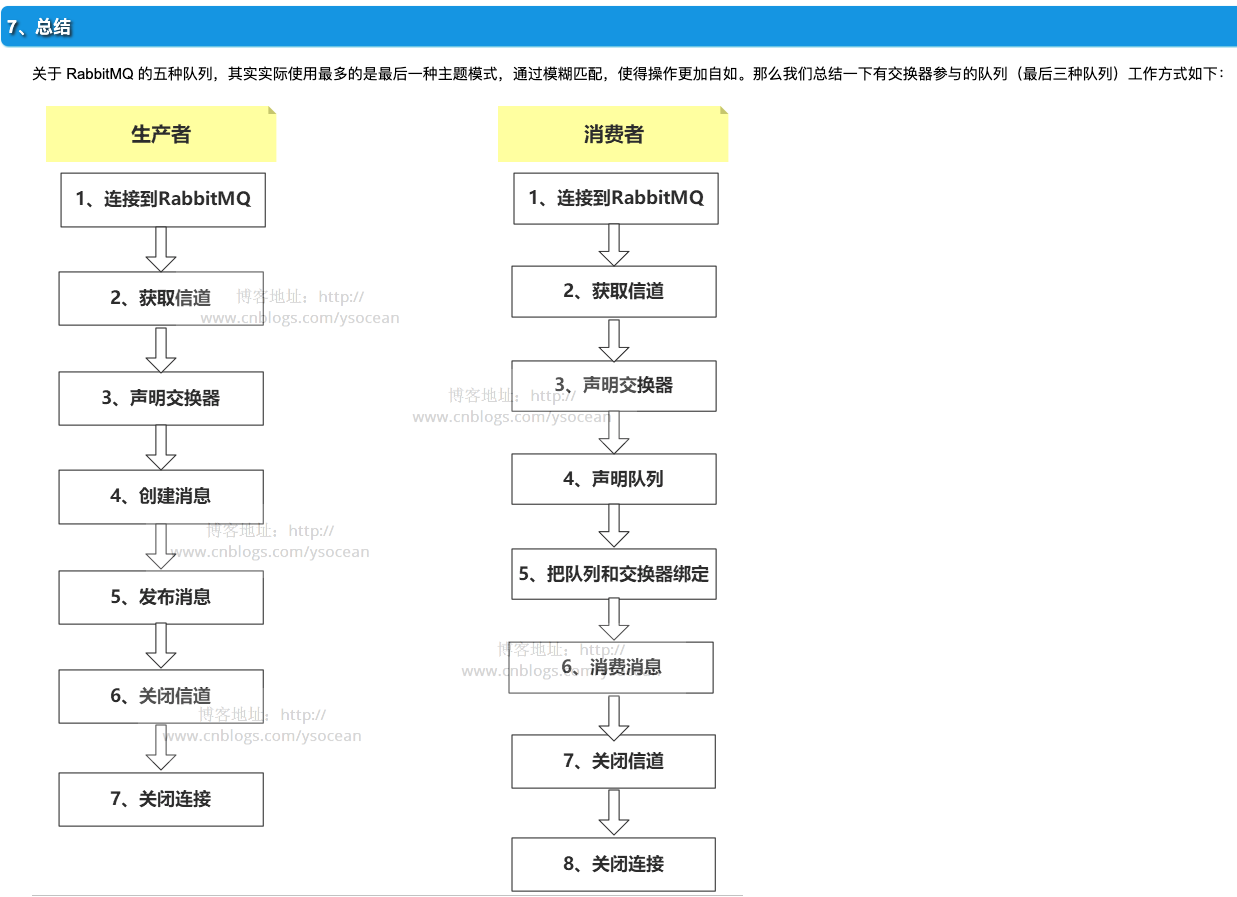 7、总结
关于 RabbitMQ 的五种队列，其实实际使用最多的是最后一种主题模式，通过模糊匹配，使得操作更加自如。那么我们总结一下有交换器参与的队列（最后三种队列）工作方式如下：
生产者
1、连接到RabbitMQ
2、获取信道
博客地址：http://
www.cnblogs.com/ysocean
3、声明交换器
4、创建消息
博客地址：http://
www.cnblogs.com/ysocean
5、发布消息
6、关闭信道
博客地址：http://
www.cnblogs.com/ysocean
7、关闭连接
消费者
1、连接到RabbitMQ
2、获取信道
3、声明交换器
博客地址：http://
www.cnblogs.com/ysocean
4、声明队列
5、把队列和交换器绑定
博客地址：http://
www.cnblogs.com/ysocean
6、消费消息
7、关闭信道
8、关闭连接